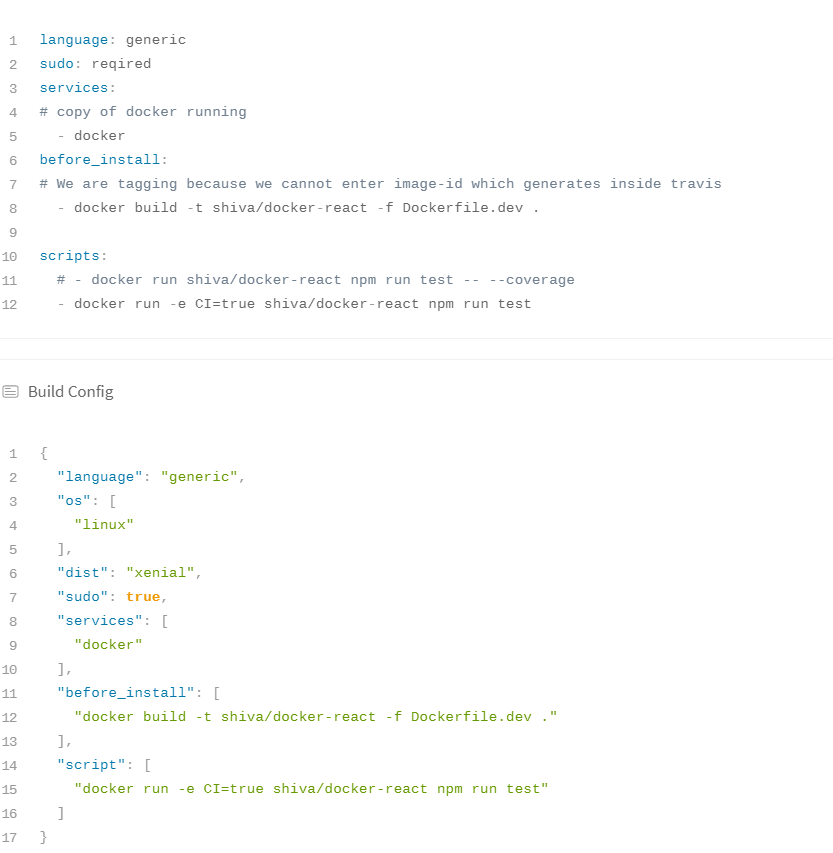 1 language: generic
2 sudo: reqired
3 services:
4 # copy of docker running
5   - docker
6 before_install:
7 # We are tagging because we cannot enter image-id which generates inside travis
8   - docker build -t shiva/docker-react -f Dockerfile.dev .
9
10 scripts:
11   # - docker run shiva/docker-react npm run test -- --coverage
12   - docker run -e CI=true shiva/docker-react npm run test
Build Config
1 {
2   "language": "generic",
3   "os": [
4     "linux"
5   ],
6   "dist": "xenial",
7   "sudo": true,
8   "services": [
9     "docker"
10   ],
11   "before_install": [
12     "docker build -t shiva/docker-react -f Dockerfile.dev ."
13   ],
14   "script": [
15     "docker run -e CI=true shiva/docker-react npm run test"
16   ]
17 }